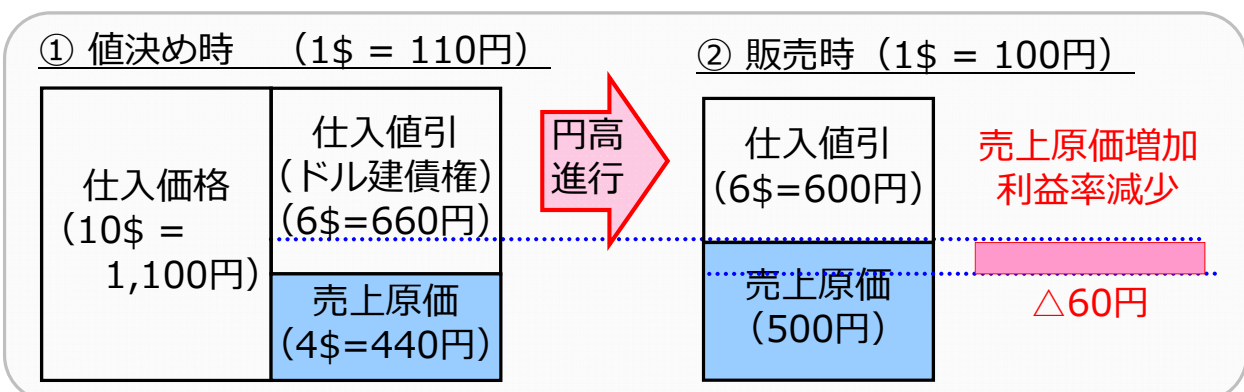 ① 値決め時　（1$ = 110円）
仕入価格
（10$ =
1,100円）
仕入値引
（ドル建債権）
（6$=660円）
売上原価
（4$=440円）
円高
進行
② 販売時（1$ = 100円）
仕入値引
（6$=600円）
売上原価
（500円）
売上原価増加
利益率減少
△60円